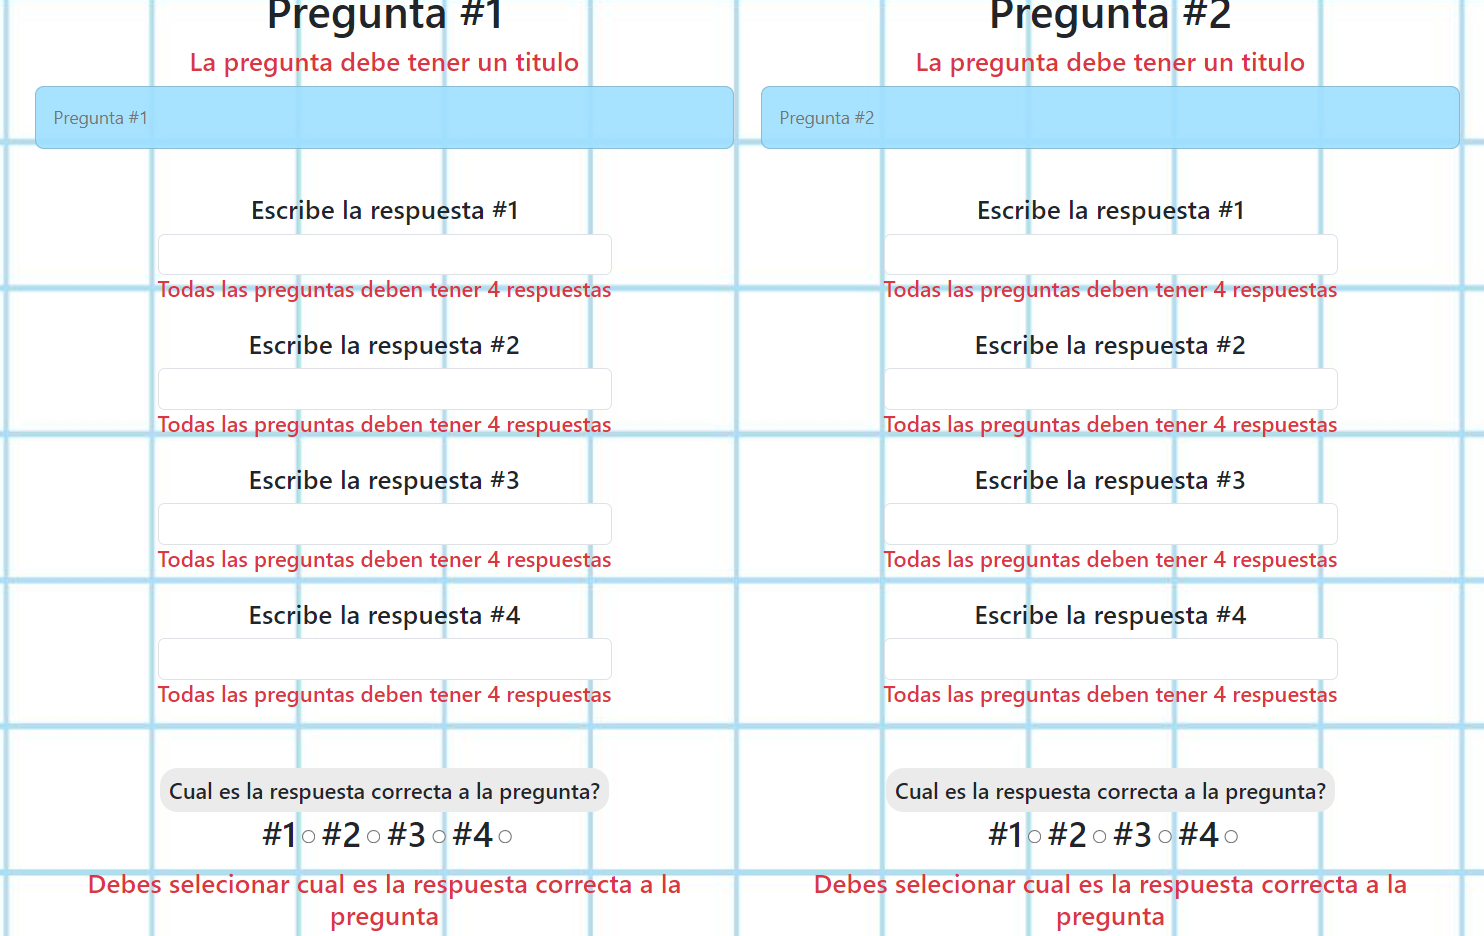 Pregunta #1
La pregunta debe tener un titulo
Pregunta #1
Escribe la respuesta #1
Todas las preguntas deben tener 4 respuestas
Escribe la respuesta #2
Todas las preguntas deben tener 4 respuestas
Escribe la respuesta #3
Todas las preguntas deben tener 4 respuestas
Escribe la respuesta #4
Todas las preguntas deben tener 4 respuestas
Cual es la respuesta correcta a la pregunta?
#1 #2 #3 #4
Debes selecionar cual es la respuesta correcta a la
pregunta
Pregunta #2
La pregunta debe tener un titulo
Pregunta #2
Escribe la respuesta #1
Todas las preguntas deben tener 4 respuestas
Escribe la respuesta #2
Todas las preguntas deben tener 4 respuestas
Escribe la respuesta #3
Todas las preguntas deben tener 4 respuestas
Escribe la respuesta #4
Todas las preguntas deben tener 4 respuestas
Cual es la respuesta correcta a la pregunta?
#1 #2 #3 #4
Debes selecionar cual es la respuesta correcta a la
pregunta